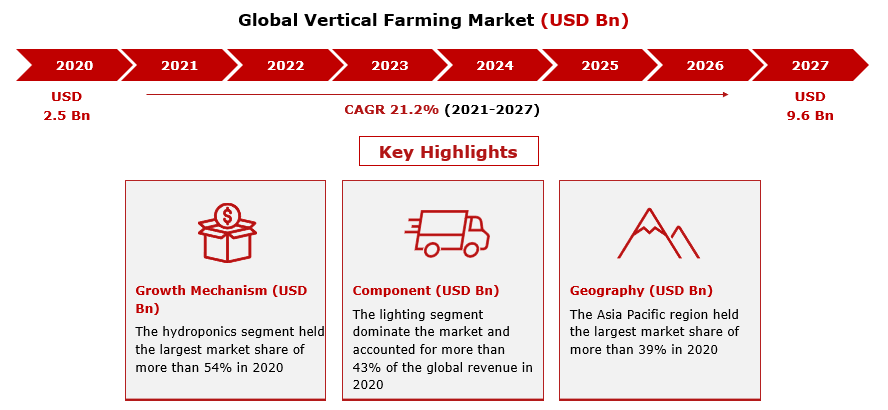 Global Vertical Farming Market (USD Bn)
2020 2021 2022 2023 2024 2025 2026 2027
USD
2.5 Bn
CAGR 21.2% (2021-2027)
USD
9.6 Bn
Key Highlights
$
Growth Mechanism (USD
Bn)
The hydroponics segment held
the largest market share of
more than 54% in 2020
Component (USD Bn)
The lighting segment
dominate the market and
accounted for more than
43% of the global revenue in
2020
Geography (USD Bn)
The Asia Pacific region held
the largest market share of
more than 39% in 2020